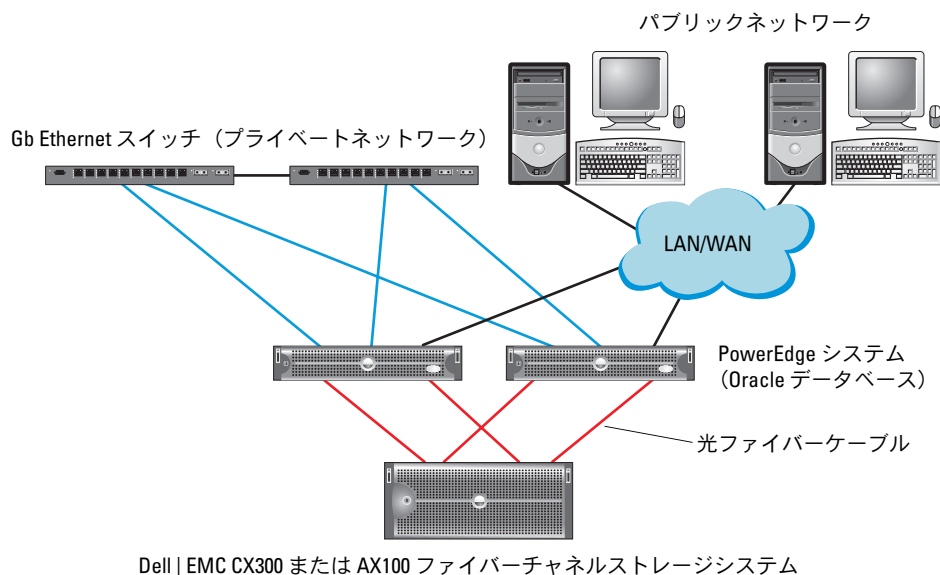 パブリックネットワーク
Gb Ethernet スイッチ（プライベートネットワーク）
LAN/WAN
PowerEdge システム
（Oracle データベース）
光ファイバーケーブル
Dell | EMC CX300 または AX100 ファイバーチャネルストレージシステム